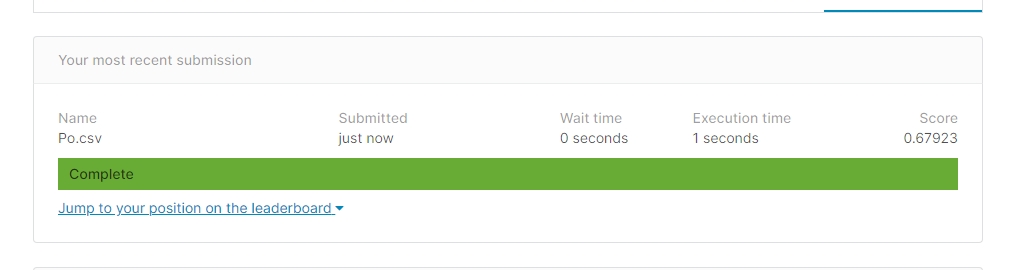 Your most recent submission
Name Submitted Wait time Execution time Score
Po.csv just now 0 seconds 1 seconds 0.67923
Complete
Jump to your position on the leaderboard